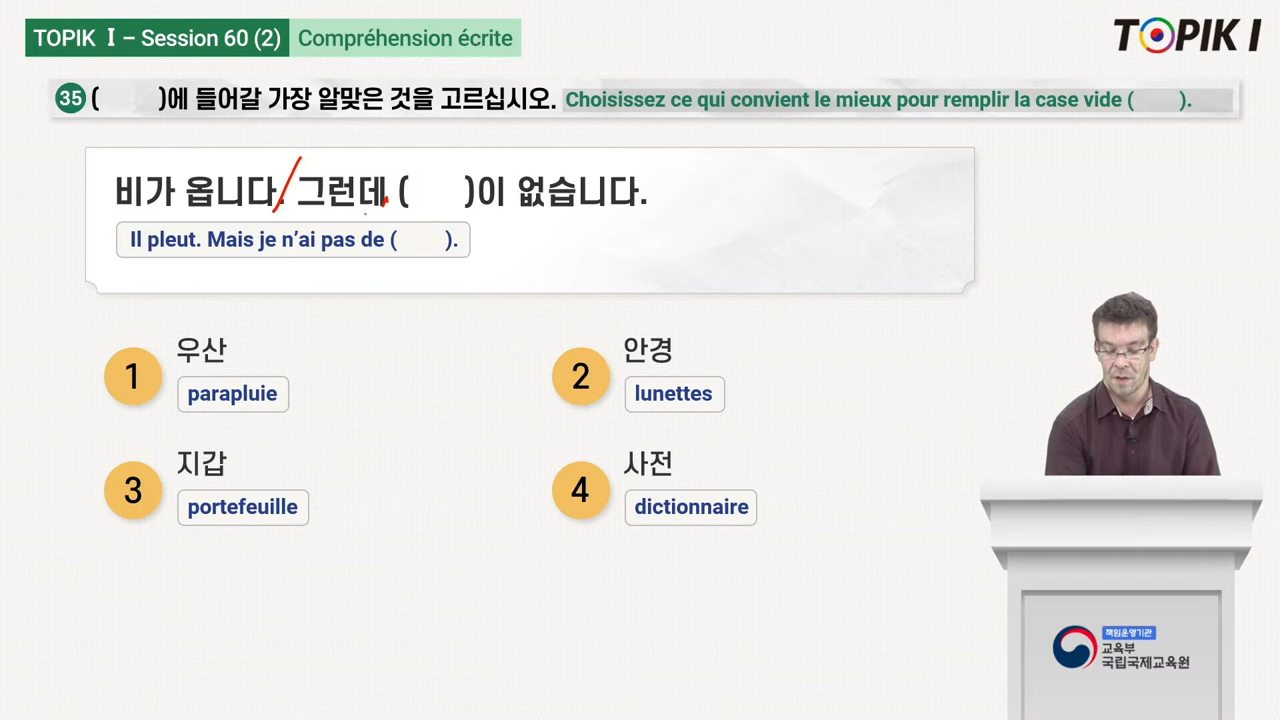 TOPIK Ⅰ – Session 60 (2) Compréhension écrite
TOPIK I
35 ( )에 들어갈 가장 알맞은 것을 고르십시오. Choisissez ce qui convient le mieux pour remplir la case vide ( ).
비가 옵니다. 그런데 ( )이 없습니다.
Il pleut. Mais je n’ai pas de ( ).
1 우산
parapluie
2 안경
lunettes
3 지갑
portefeuille
4 사전
dictionnaire
책임운영기관
교육부
국립국제교육원